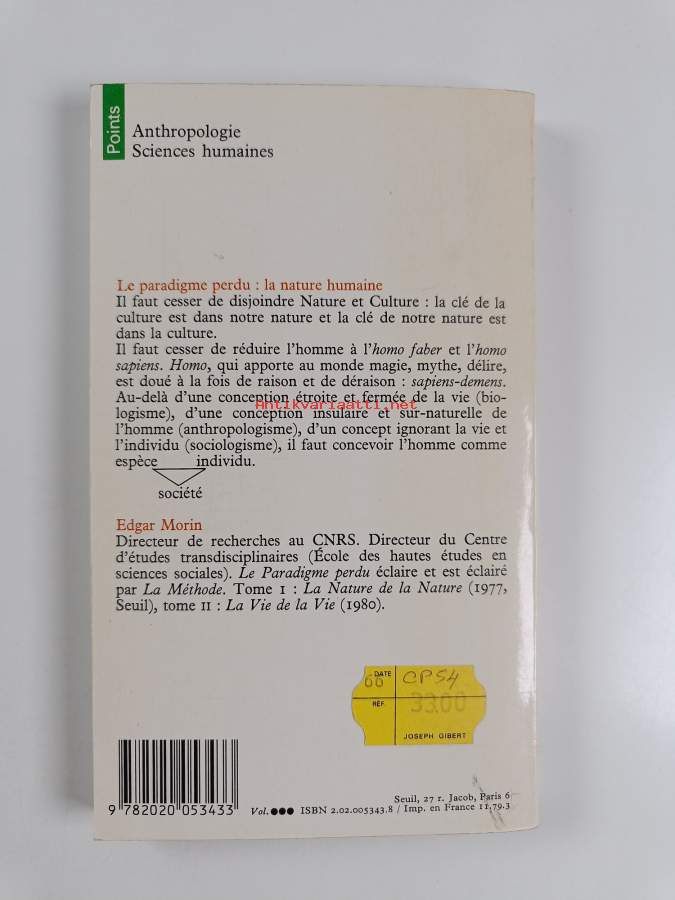 Points
Anthropologie
Sciences humaines
Le paradigme perdu : la nature humaine
Il faut cesser de disjoindre Nature et Culture : la clé de la
culture est dans notre nature et la clé de notre nature est
dans la culture.
Il faut cesser de réduire l'homme à l'homo faber et l'homo
sapiens. Homo, qui apporte au monde magie, mythe, délire,
est doué à la fois de raison et de déraison : sapiens-demens.
Au-delà d'une conception étroite et fermée de la vie (bio-
antikvariaatti.net
logisme), d'une conception insulaire et sur-naturelle de
l'homme (anthropologisme), d'un concept ignorant la vie et
l'individu (sociologisme), il faut concevoir l'homme comme
espèce individu.
société
Edgar Morin
Directeur de recherches au CNRS. Directeur du Centre
d'études transdisciplinaires (École des hautes études en
sciences sociales). Le Paradigme perdu éclaire et est éclairé
par La Méthode. Tome I : La Nature de la Nature (1977,
Seuil), tome II : La Vie de la Vie (1980).
DATE
66 CPS4
RÉF.
33.00
JOSEPH GIBERT
9 782020 053433
Seuil, 27 r. Jacob, Paris 6
Vol. ●●● ISBN 2.02.005343.8 / Imp. en France 11.79.3